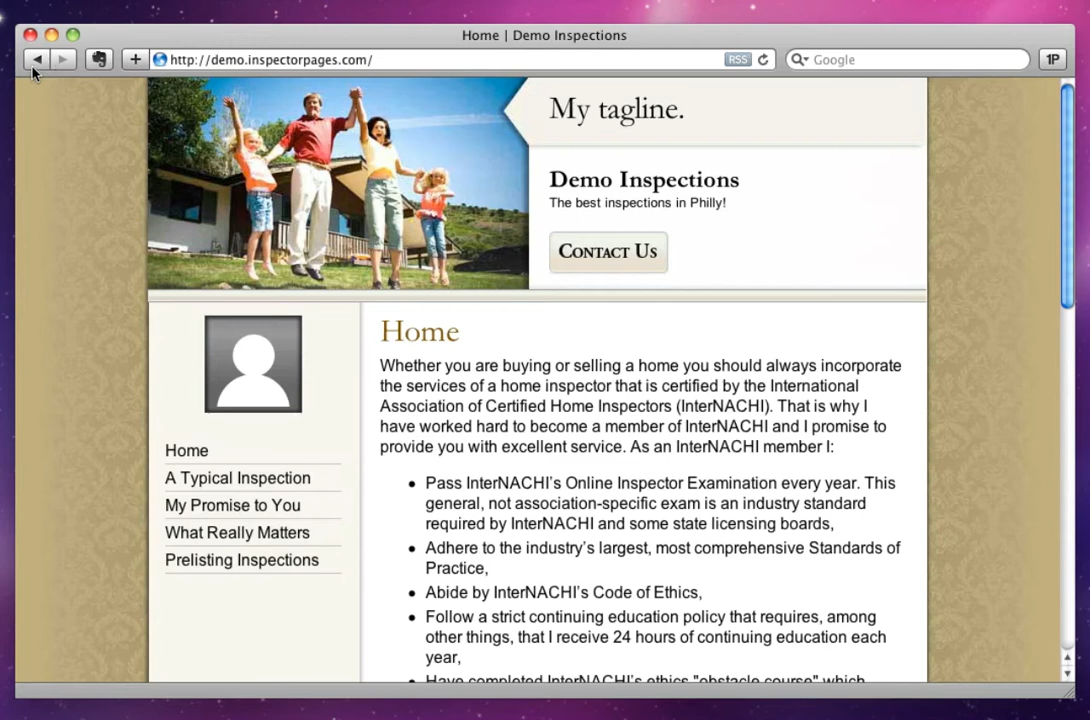 Home | Demo Inspections
http://demo.inspectorpages.com/
RSS
Google
1P
My tagline.
Demo Inspections
The best inspections in Philly!
Contact Us
Home
A Typical Inspection
My Promise to You
What Really Matters
Prelisting Inspections
Home
Whether you are buying or selling a home you should always incorporate
the services of a home inspector that is certified by the International
Association of Certified Home Inspectors (InterNACHI). That is why I
have worked hard to become a member of InterNACHI and I promise to
provide you with excellent service. As an InterNACHI member I:
• Pass InterNACHI's Online Inspector Examination every year. This
general, not association-specific exam is an industry standard
required by InterNACHI and some state licensing boards,
• Adhere to the industry's largest, most comprehensive Standards of
Practice,
• Abide by InterNACHI's Code of Ethics,
• Follow a strict continuing education policy that requires, among
other things, that I receive 24 hours of continuing education each
year,
• Have completed InterNACHI's ethics "obstacle course" which